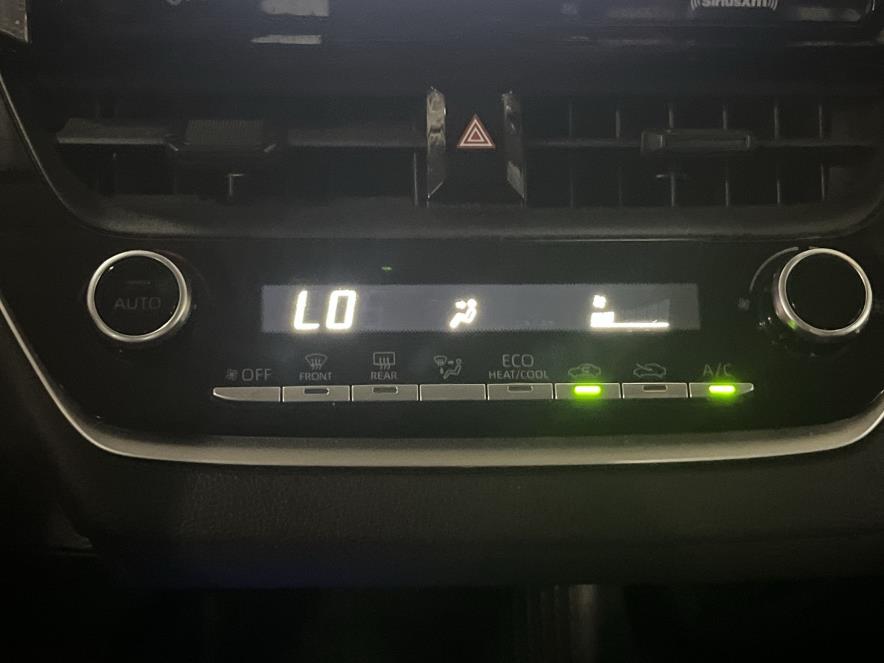 SiriusXM
LO
AUTO
OFF
FRONT
REAR
ECO
HEAT/COOL
A/C